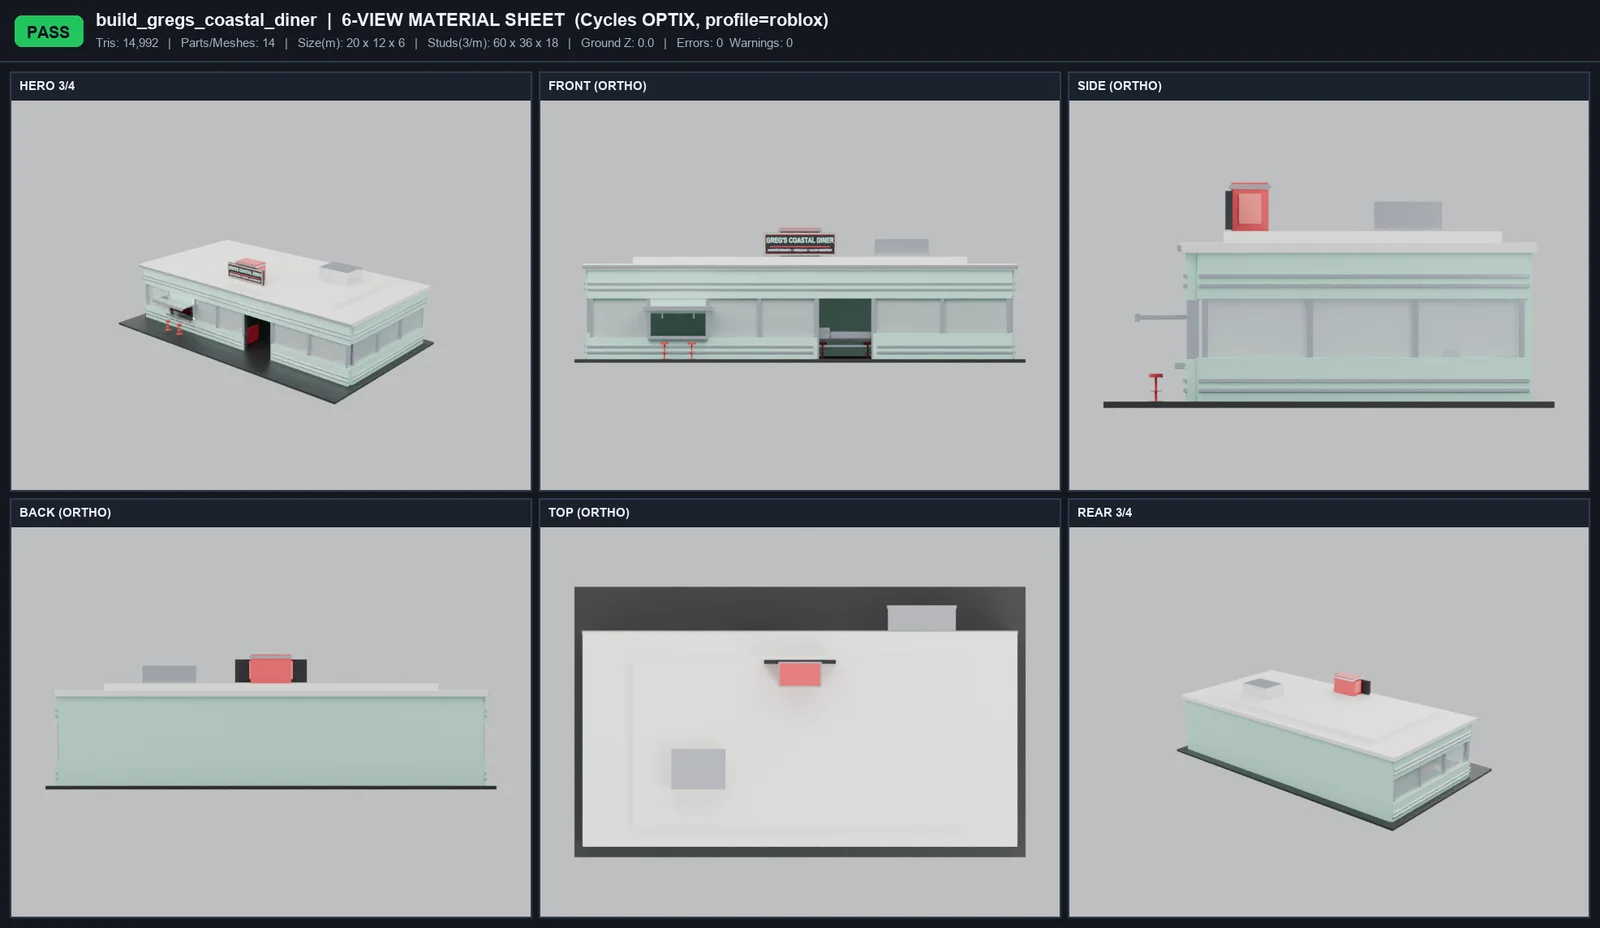 PASS
build_gregs_coastal_diner | 6-VIEW MATERIAL SHEET (Cycles OPTIX, profile=roblox)
Tris: 14,992 | Parts/Meshes: 14 | Size(m): 20 x 12 x 6 | Studs(3/m): 60 x 36 x 18 | Ground Z: 0.0 | Errors: 0 Warnings: 0
HERO 3/4
FRONT (ORTHO)
SIDE (ORTHO)
GREG'S COASTAL DINER
BACK (ORTHO)
TOP (ORTHO)
REAR 3/4